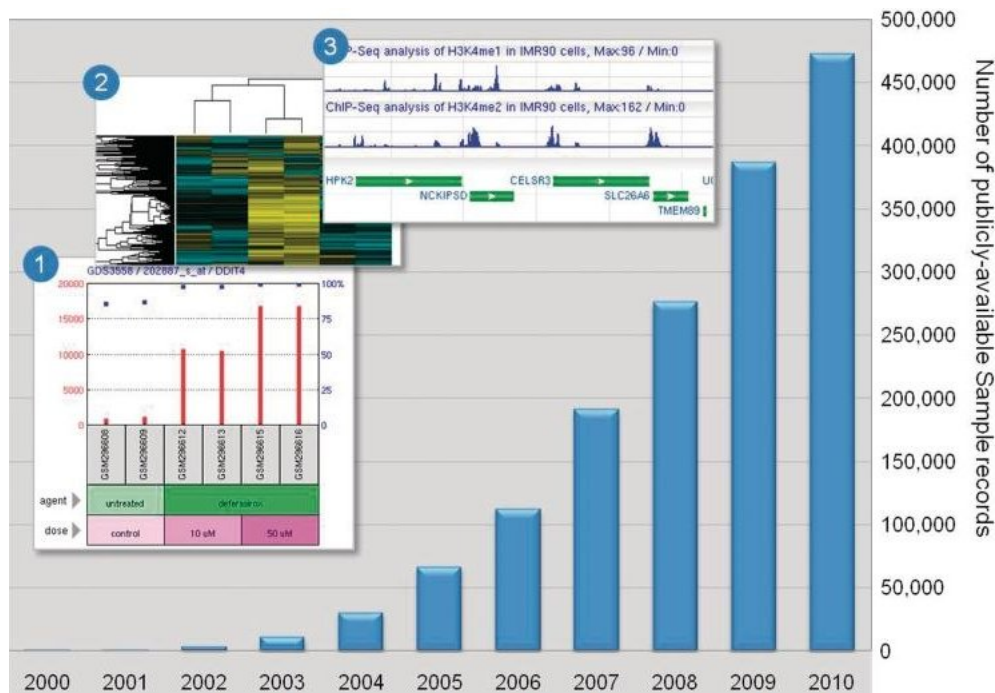 500,000
450,000
400,000
350,000
300,000
250,000
200,000
150,000
100,000
50,000
0
Number of publicly-available Sample records
3
P-Seq analysis of H3K4me1 in IMR90 cells, Max:96 / Min:0
ChIP-Seq analysis of H3K4me2 in IMR90 cells, Max:162 / Min:0
HPK2
CELSR3
NCKIPSD
SLC26A6
TMEM89
2
1
GDS3558 / 202887_s_at / DDIT4
20000
15000
10000
5000
0
100%
75
50
25
0
GSM296608
GSM296609
GSM296612
GSM296613
GSM296615
GSM296616
agent
untreated
deferasirox
dose
control
10 uM
50 uM
2000 2001 2002 2003 2004 2005 2006 2007 2008 2009 2010